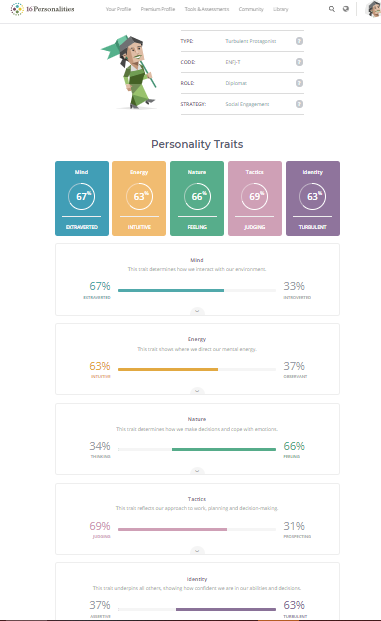 16Personalities
Your Profile Premium Profile Tools & Assessments Community Library
TYPE: Turbulent Protagonist ?
CODE: ENFJ-T ?
ROLE: Diplomat ?
STRATEGY: Social Engagement ?
Personality Traits
Mind Energy Nature Tactics Identity
67% 63% 66% 69% 63%
EXTRAVERTED INTUITIVE FEELING JUDGING TURBULENT
Mind
This trait determines how we interact with our environment.
67% 33%
EXTRAVERTED INTROVERTED
Energy
This trait shows where we direct our mental energy.
63% 37%
INTUITIVE OBSERVANT
Nature
This trait determines how we make decisions and cope with emotions.
34% 66%
THINKING FEELING
Tactics
This trait reflects our approach to work, planning and decision-making.
69% 31%
JUDGING PROSPECTING
Identity
This trait underpins all others, showing how confident we are in our abilities and decisions.
37% 63%
ASSERTIVE TURBULENT